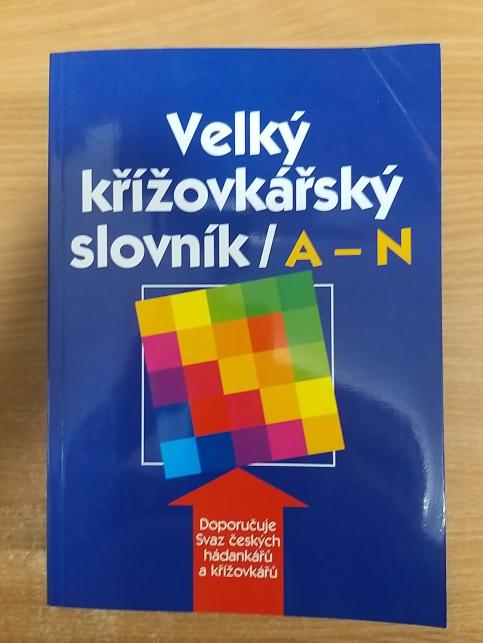 Velký
křížovkářský
slovník / A – N
Doporučuje
Svaz českých
hádankářů
a křížovkářů